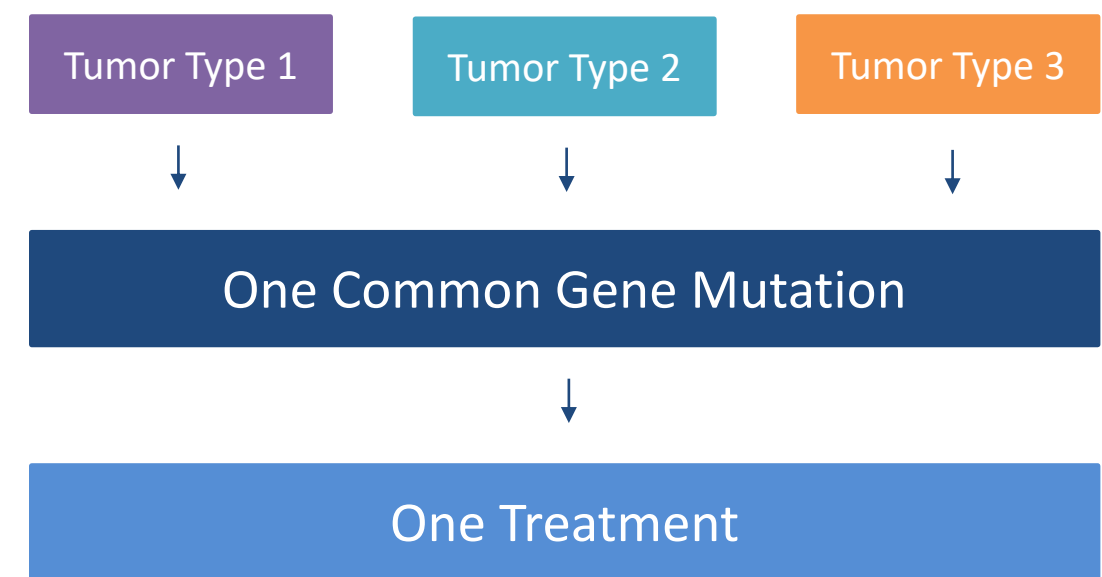 Tumor Type 1
Tumor Type 2
Tumor Type 3
One Common Gene Mutation
One Treatment